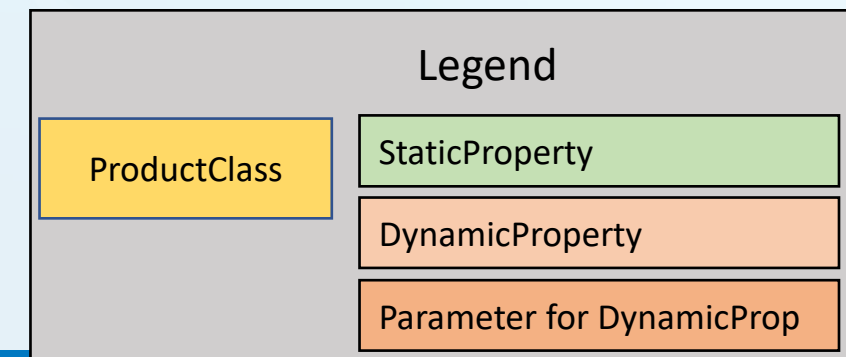 Legend
ProductClass
StaticProperty
DynamicProperty
Parameter for DynamicProp